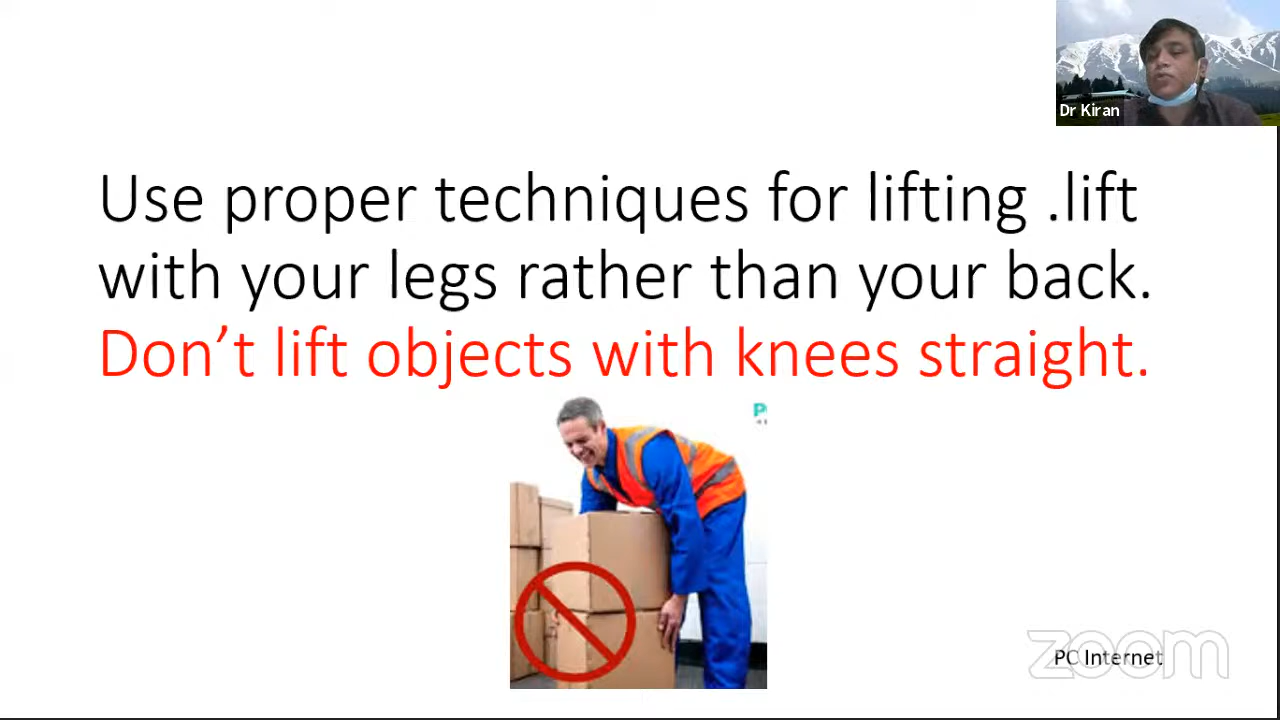 Dr Kiran
Use proper techniques for lifting .lift
with your legs rather than your back.
Don’t lift objects with knees straight.
zoom
PC Internet